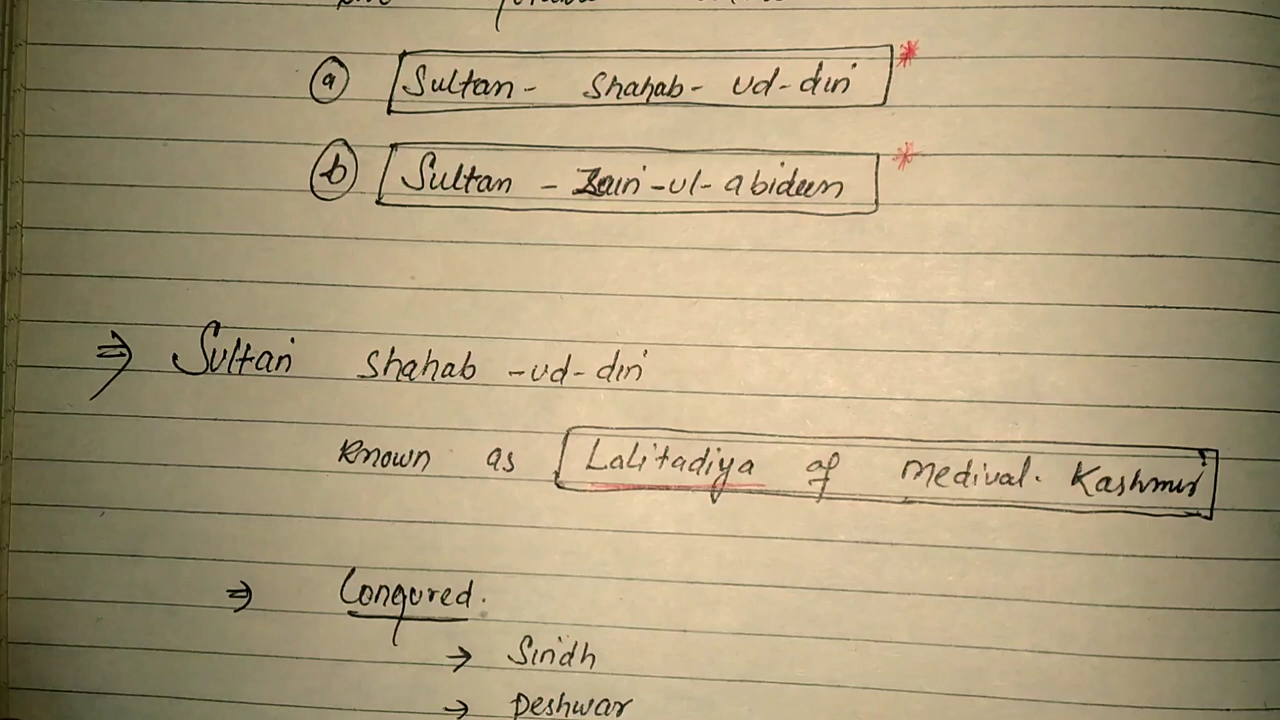 (a) Sultan- Shahab- ud-din *
(b) Sultan - Zain-ul-abideen *
⇒ Sultan Shahab -ud-din
known as Lalitadiya of medival. Kashmir
⇒ Conqured.
→ Sindh
→ Peshwar